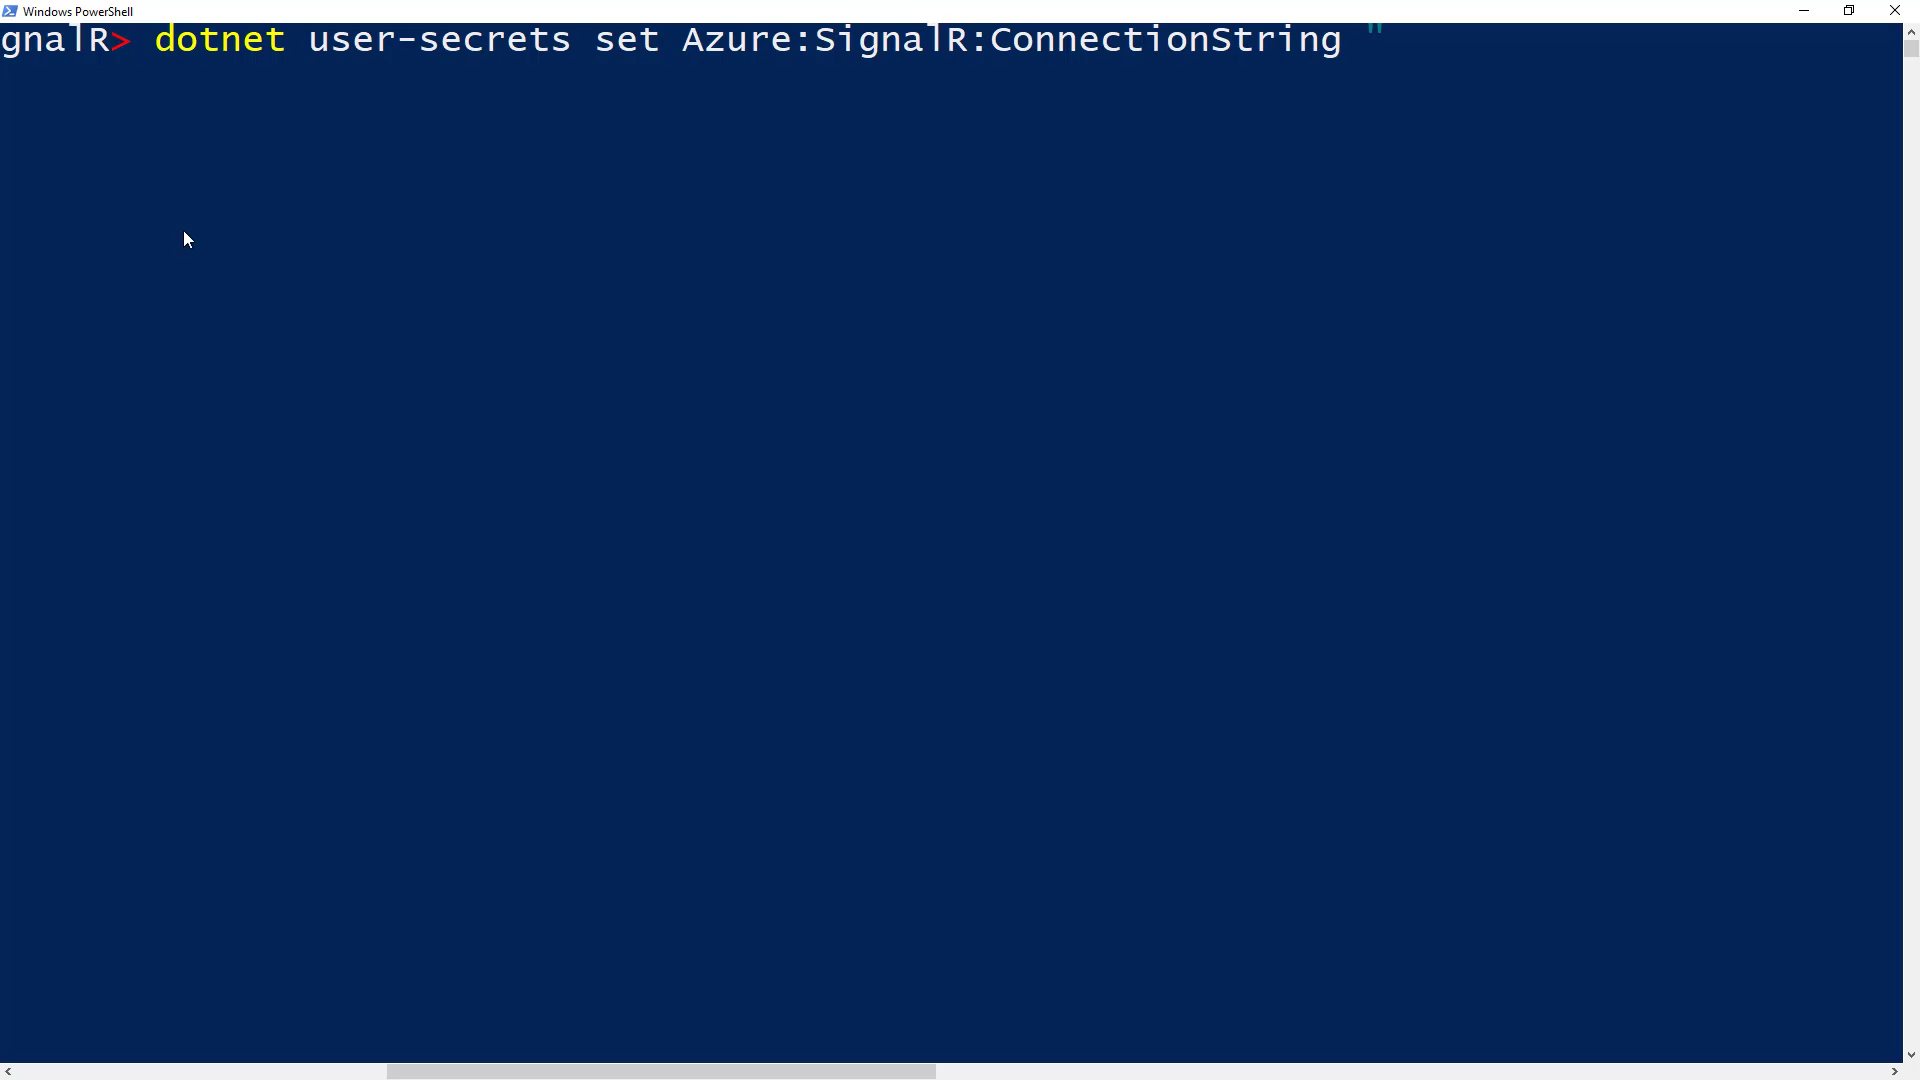 Windows PowerShell
gnalR> dotnet user-secrets set Azure:SignalR:ConnectionString "